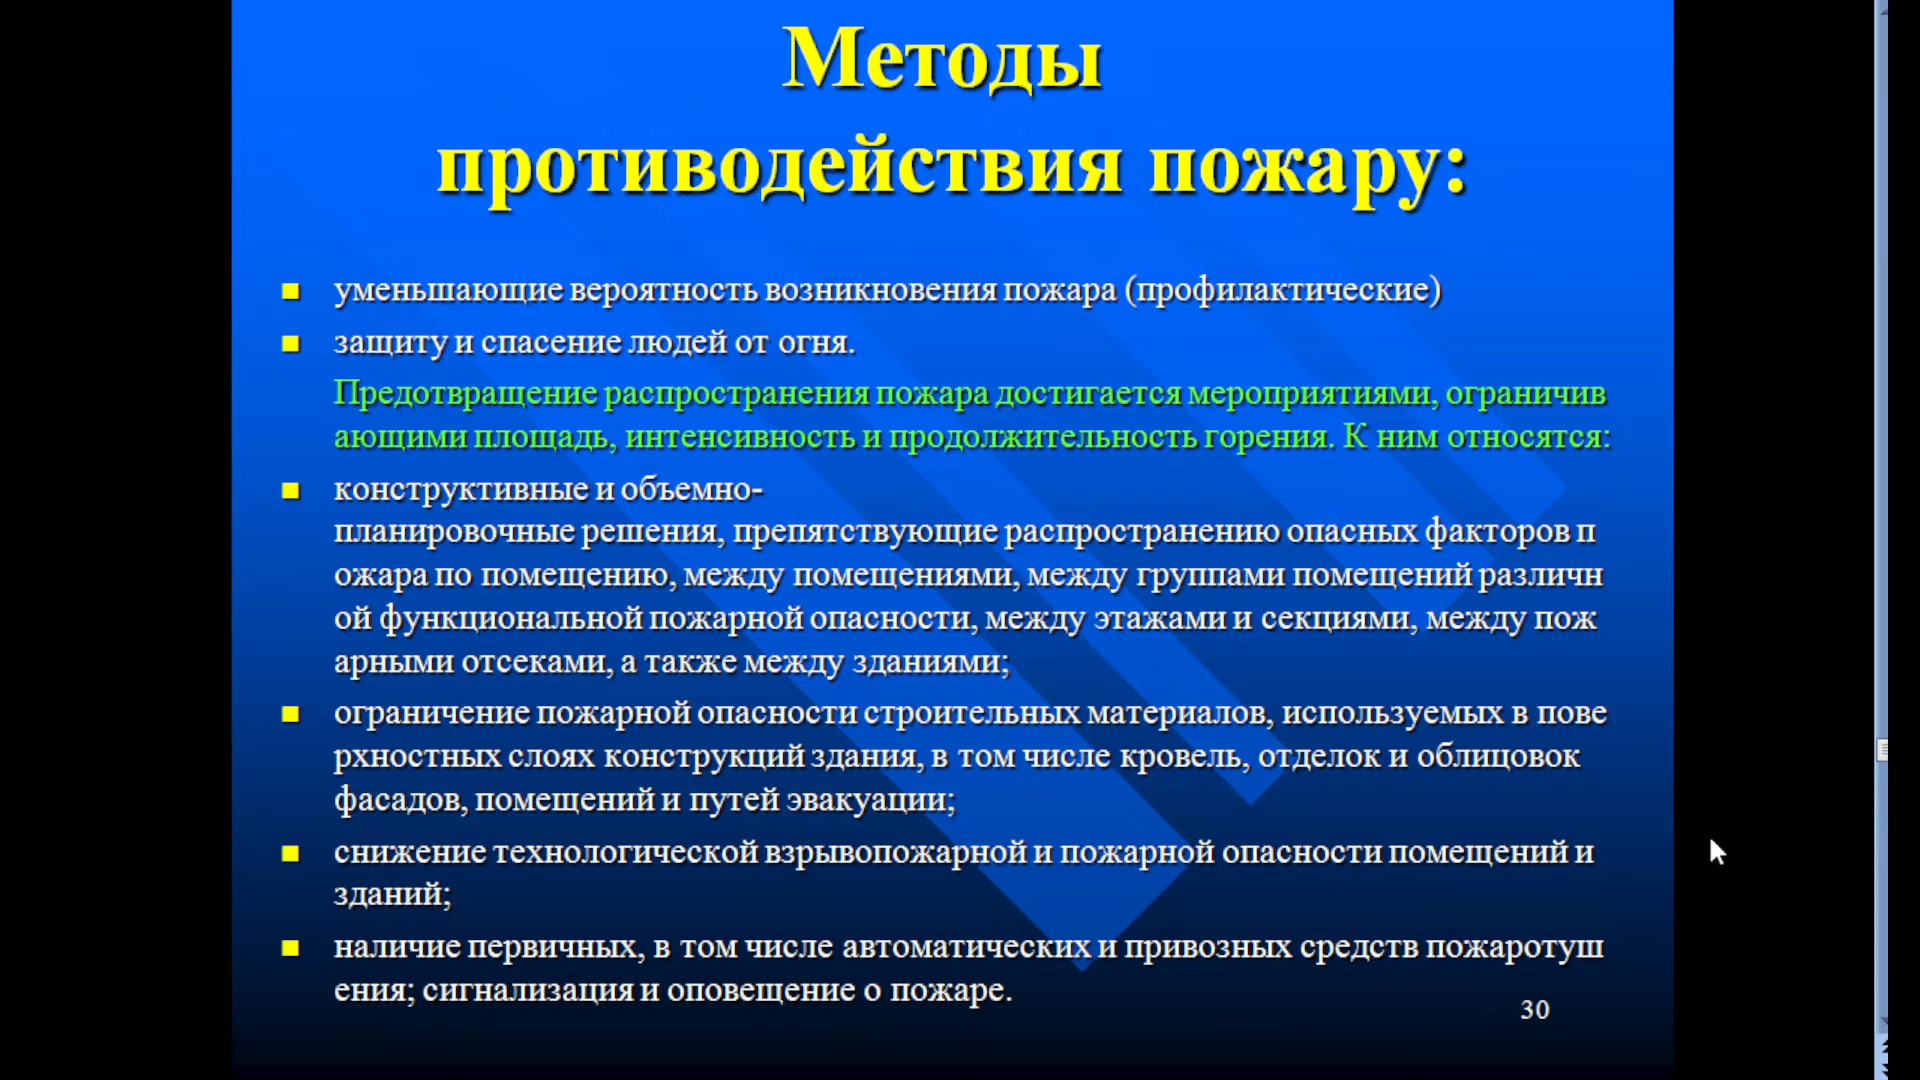 Методы
противодействия пожару:
уменьшающие вероятность возникновения пожара (профилактические)
защиту и спасение людей от огня.
Предотвращение распространения пожара достигается мероприятиями, ограничив
ающими площадь, интенсивность и продолжительность горения. К ним относятся:
конструктивные и объемно-
планировочные решения, препятствующие распространению опасных факторов п
ожара по помещению, между помещениями, между группами помещений различн
ой функциональной пожарной опасности, между этажами и секциями, между пож
арными отсеками, а также между зданиями;
ограничение пожарной опасности строительных материалов, используемых в пове
рхностных слоях конструкций здания, в том числе кровель, отделок и облицовок
фасадов, помещений и путей эвакуации;
снижение технологической взрывопожарной и пожарной опасности помещений и
зданий;
наличие первичных, в том числе автоматических и привозных средств пожаротуш
ения; сигнализация и оповещение о пожаре.
30